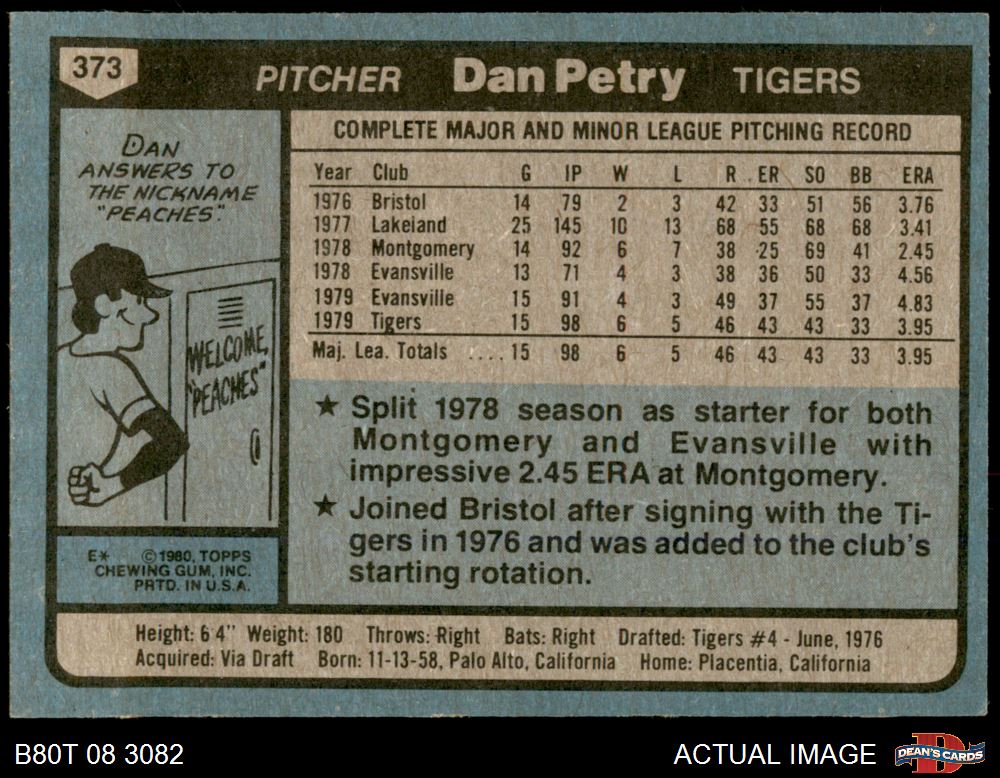 373
PITCHER Dan Petry TIGERS
DAN
ANSWERS TO
THE NICKNAME
"PEACHES".
WELCOME,
"PEACHES"
E* ©1980, TOPPS
CHEWING GUM, INC.
PRTD. IN U.S.A.
COMPLETE MAJOR AND MINOR LEAGUE PITCHING RECORD
Year Club G IP W L R ER SO BB ERA
1976 Bristol 14 79 2 3 42 33 51 56 3.76
1977 Lakeland 25 145 10 13 68 55 68 68 3.41
1978 Montgomery 14 92 6 7 38 25 69 41 2.45
1978 Evansville 13 71 4 3 38 36 50 33 4.56
1979 Evansville 15 91 4 3 49 37 55 37 4.83
1979 Tigers 15 98 6 5 46 43 43 33 3.95
Maj. Lea. Totals .... 15 98 6 5 46 43 43 33 3.95
★ Split 1978 season as starter for both
Montgomery and Evansville with
impressive 2.45 ERA at Montgomery.
★ Joined Bristol after signing with the Ti-
gers in 1976 and was added to the club's
starting rotation.
Height: 6'4" Weight: 180 Throws: Right Bats: Right Drafted: Tigers #4 - June, 1976
Acquired: Via Draft Born: 11-13-58, Palo Alto, California Home: Placentia, California
B80T 08 3082
ACTUAL IMAGE
DEAN'S CARDS